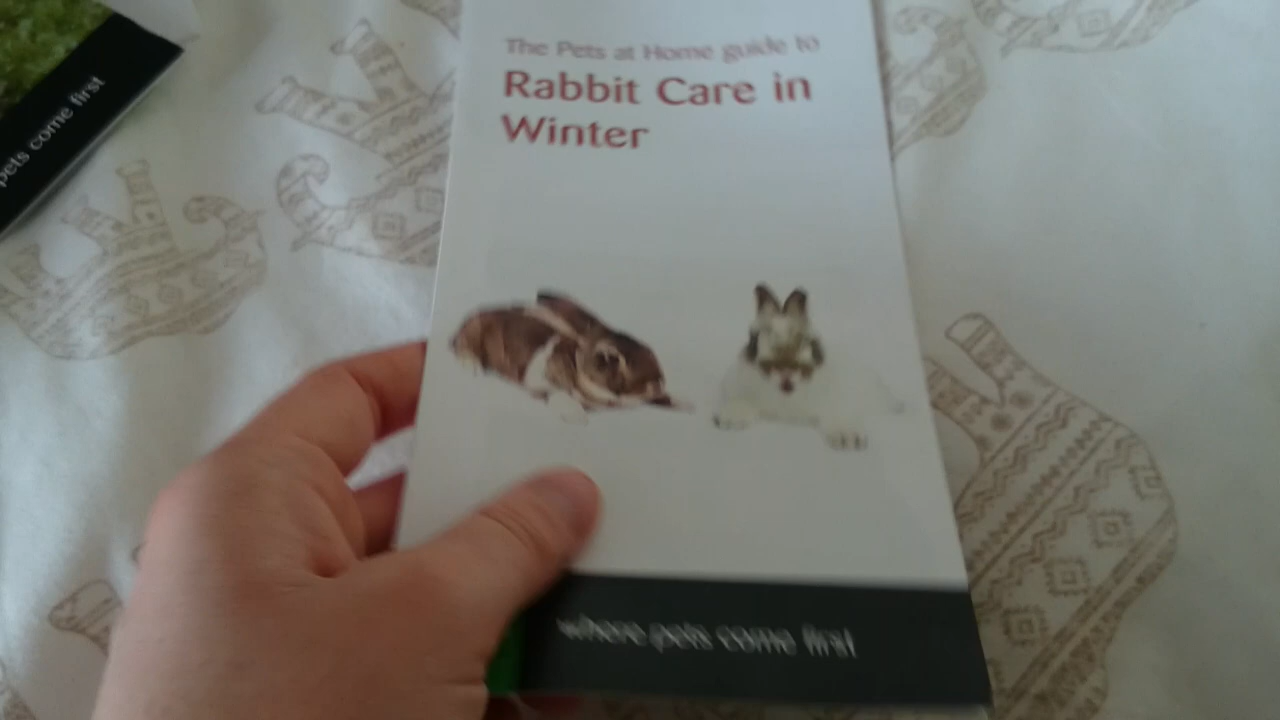 The Pets at Home guide to
Rabbit Care in
Winter
where pets come first
pets come first